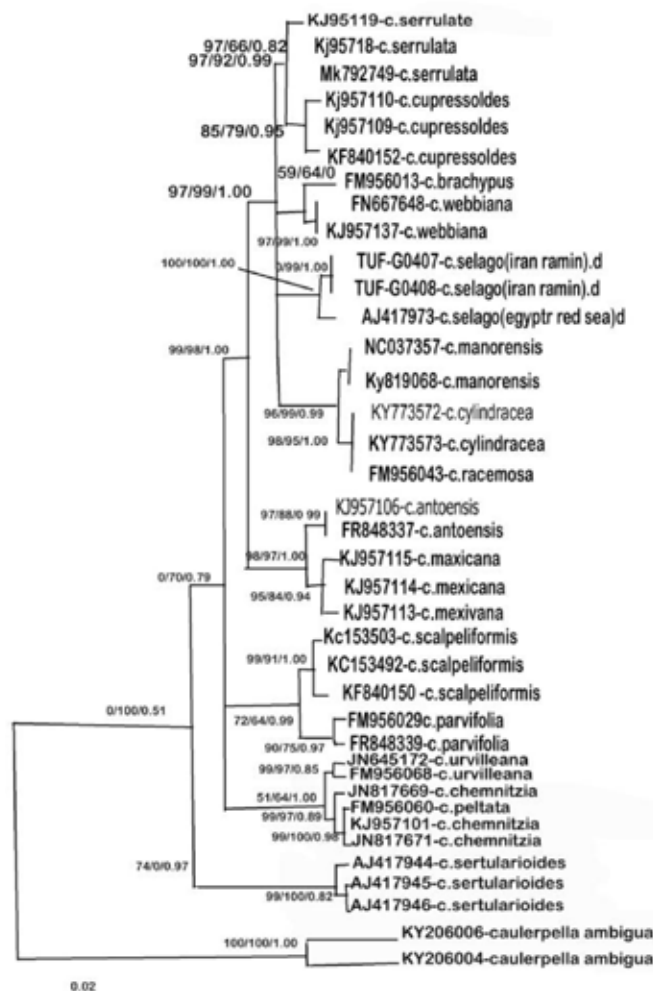 KJ95119-c.serrulate
97/66/0.82
Kj95718-c.serrulata
97/92/0.99
Mk792749-c.serrulata
Kj957110-c.cupressoldes
Kj957109-c.cupressoldes
85/79/0.95
KF840152-c.cupressoldes
59/64/0
FM956013-c.brachypus
97/99/1.00
FN667648-c.webbiana
KJ957137-c.webbiana
97/99/1.00
TUF-G0407-c.selago(iran ramin).d
100/100/1.00
0/99/1.00
TUF-G0408-c.selago(iran ramin).d
AJ417973-c.selago(egyptr red sea)d
NC037357-c.manorensis
99/98/1.00
Ky819068-c.manorensis
KY773572-c.cylindracea
96/99/0.99
KY773573-c.cylindracea
98/95/1.00
FM956043-c.racemosa
KJ957106-c.antoensis
97/88/0 99
FR848337-c.antoensis
98/97/1.00
KJ957115-c.maxicana
0/70/0.79
KJ957114-c.mexicana
95/84/0.94
KJ957113-c.mexivana
Kc153503-c.scalpeliformis
99/91/1.00
KC153492-c.scalpeliformis
KF840150 -c.scalpeliformis
0/100/0.51
72/64/0.99
FM956029c.parvifolia
90/75/0.97
FR848339-c.parvifolia
JN645172-c.urvilleana
99/97/0.85
FM956068-c.urvilleana
JN817669-c.chemnitzia
51/64/1.00
FM956060-c.peltata
99/97/0.89
KJ957101-c.chemnitzia
99/100/0.98
JN817671-c.chemnitzia
AJ417944-c.sertularioides
74/0/0.97
AJ417945-c.sertularioides
99/100/0.82
AJ417946-c.sertularioides
KY206006-caulerpella ambigua
100/100/1.00
KY206004-caulerpella ambigua
0.02